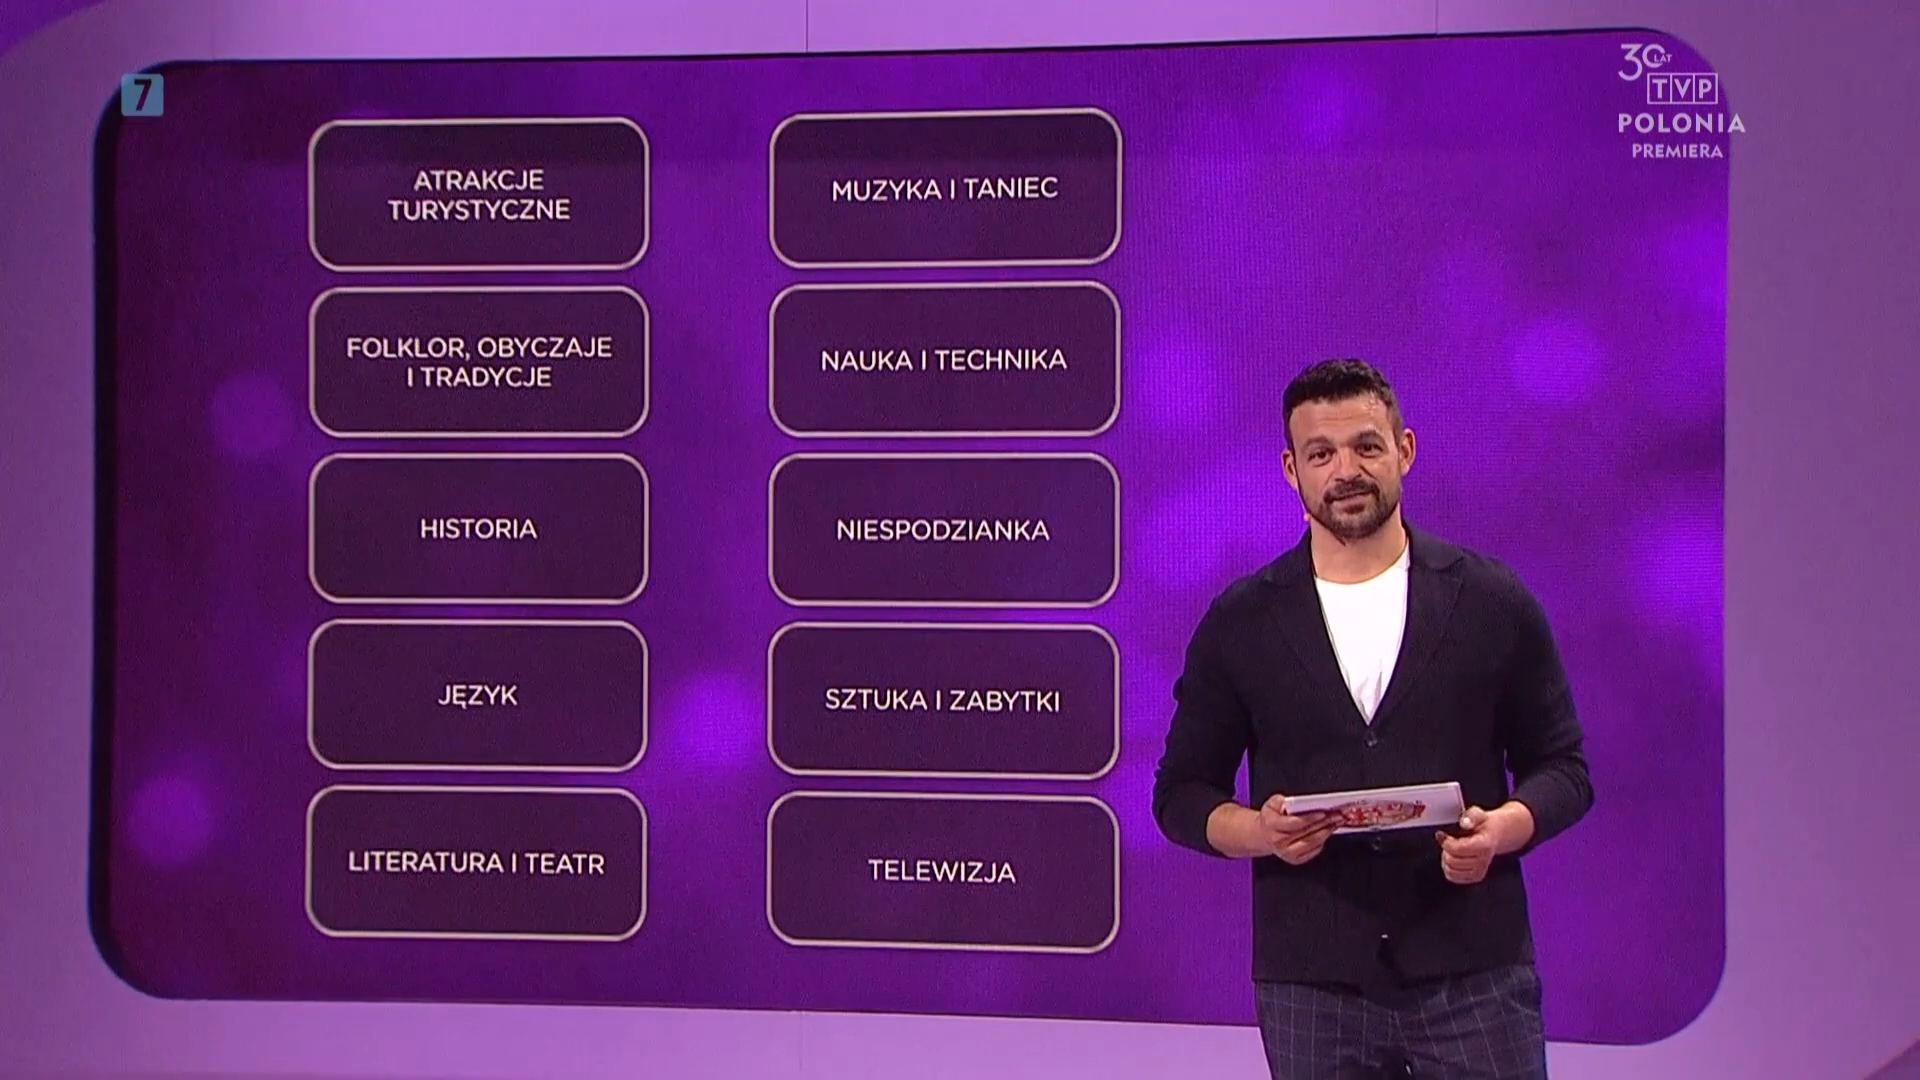 7
30 LAT
TVP
POLONIA
PREMIERA
ATRAKCJE
TURYSTYCZNE
FOLKLOR, OBYCZAJE
I TRADYCJE
HISTORIA
JĘZYK
LITERATURA I TEATR
MUZYKA I TANIEC
NAUKA I TECHNIKA
NIESPODZIANKA
SZTUKA I ZABYTKI
TELEWIZJA